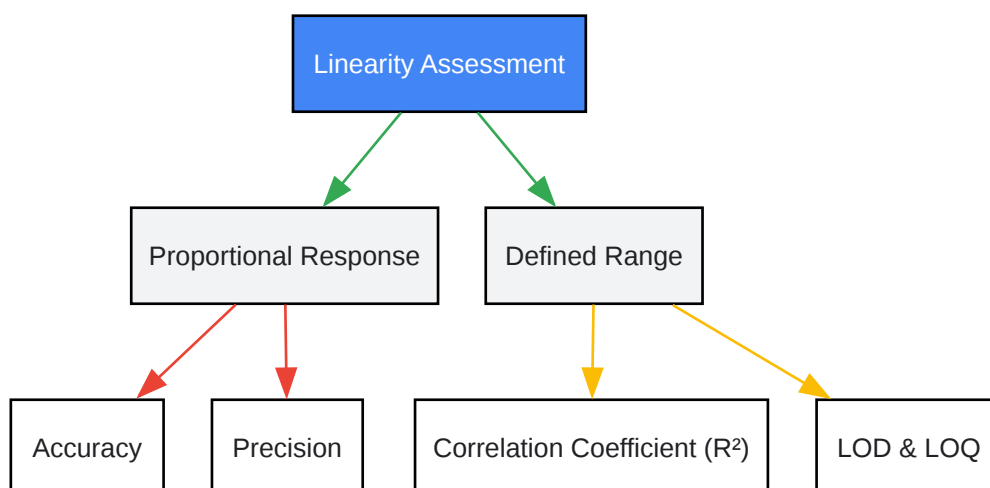 Linearity Assessment
Proportional Response
Defined Range
Accuracy
Precision
Correlation Coefficient (R²)
LOD & LOQ